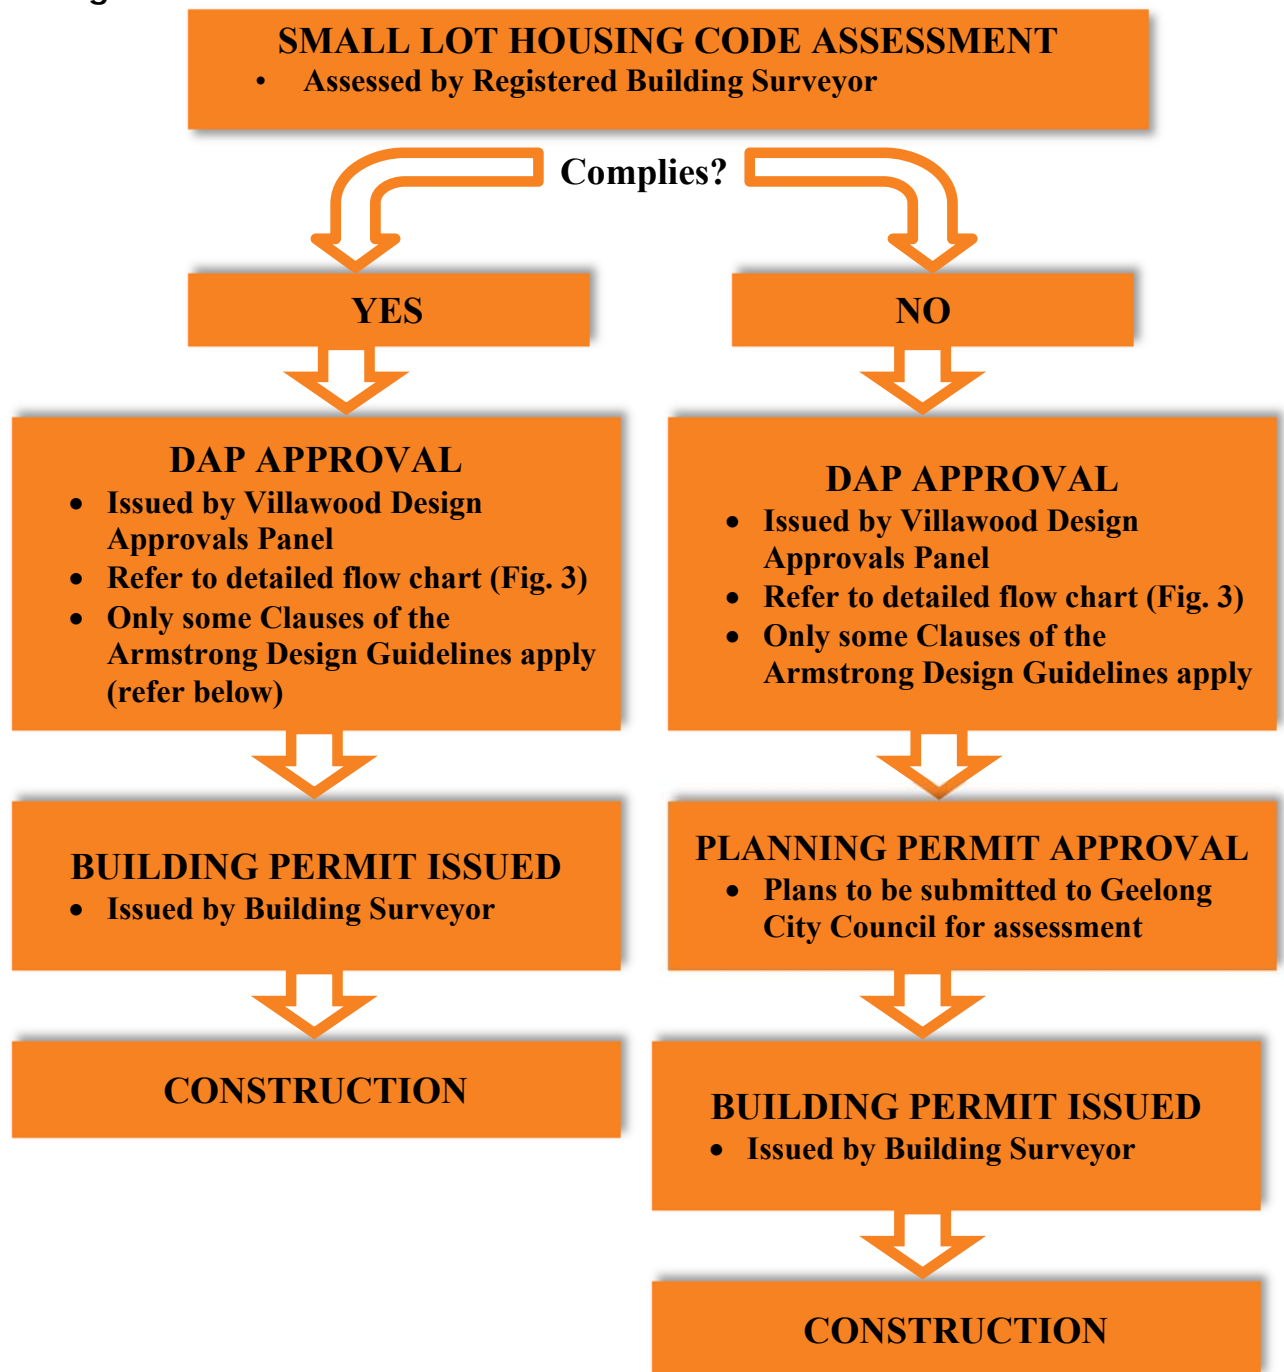 SMALL LOT HOUSING CODE ASSESSMENT
• Assessed by Registered Building Surveyor
Complies?
YES
NO
DAP APPROVAL
• Issued by Villawood Design
Approvals Panel
• Refer to detailed flow chart (Fig. 3)
• Only some Clauses of the
Armstrong Design Guidelines apply
(refer below)
DAP APPROVAL
• Issued by Villawood Design
Approvals Panel
• Refer to detailed flow chart (Fig. 3)
• Only some Clauses of the
Armstrong Design Guidelines apply
BUILDING PERMIT ISSUED
• Issued by Building Surveyor
PLANNING PERMIT APPROVAL
• Plans to be submitted to Geelong
City Council for assessment
CONSTRUCTION
BUILDING PERMIT ISSUED
• Issued by Building Surveyor
CONSTRUCTION